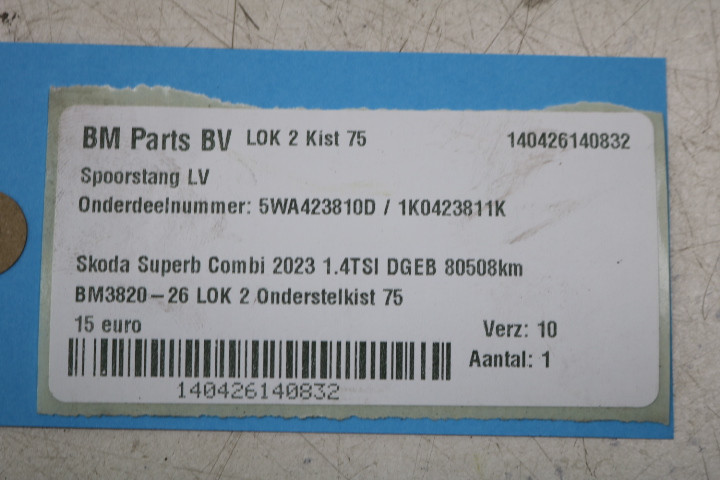 BM Parts BV LOK 2 Kist 75 140426140832
Spoorstang LV
Onderdeelnummer: 5WA423810D / 1K0423811K
Skoda Superb Combi 2023 1.4TSI DGEB 80508km
BM3820-26 LOK 2 Onderstelkist 75
15 euro Verz: 10
Aantal: 1
140426140832